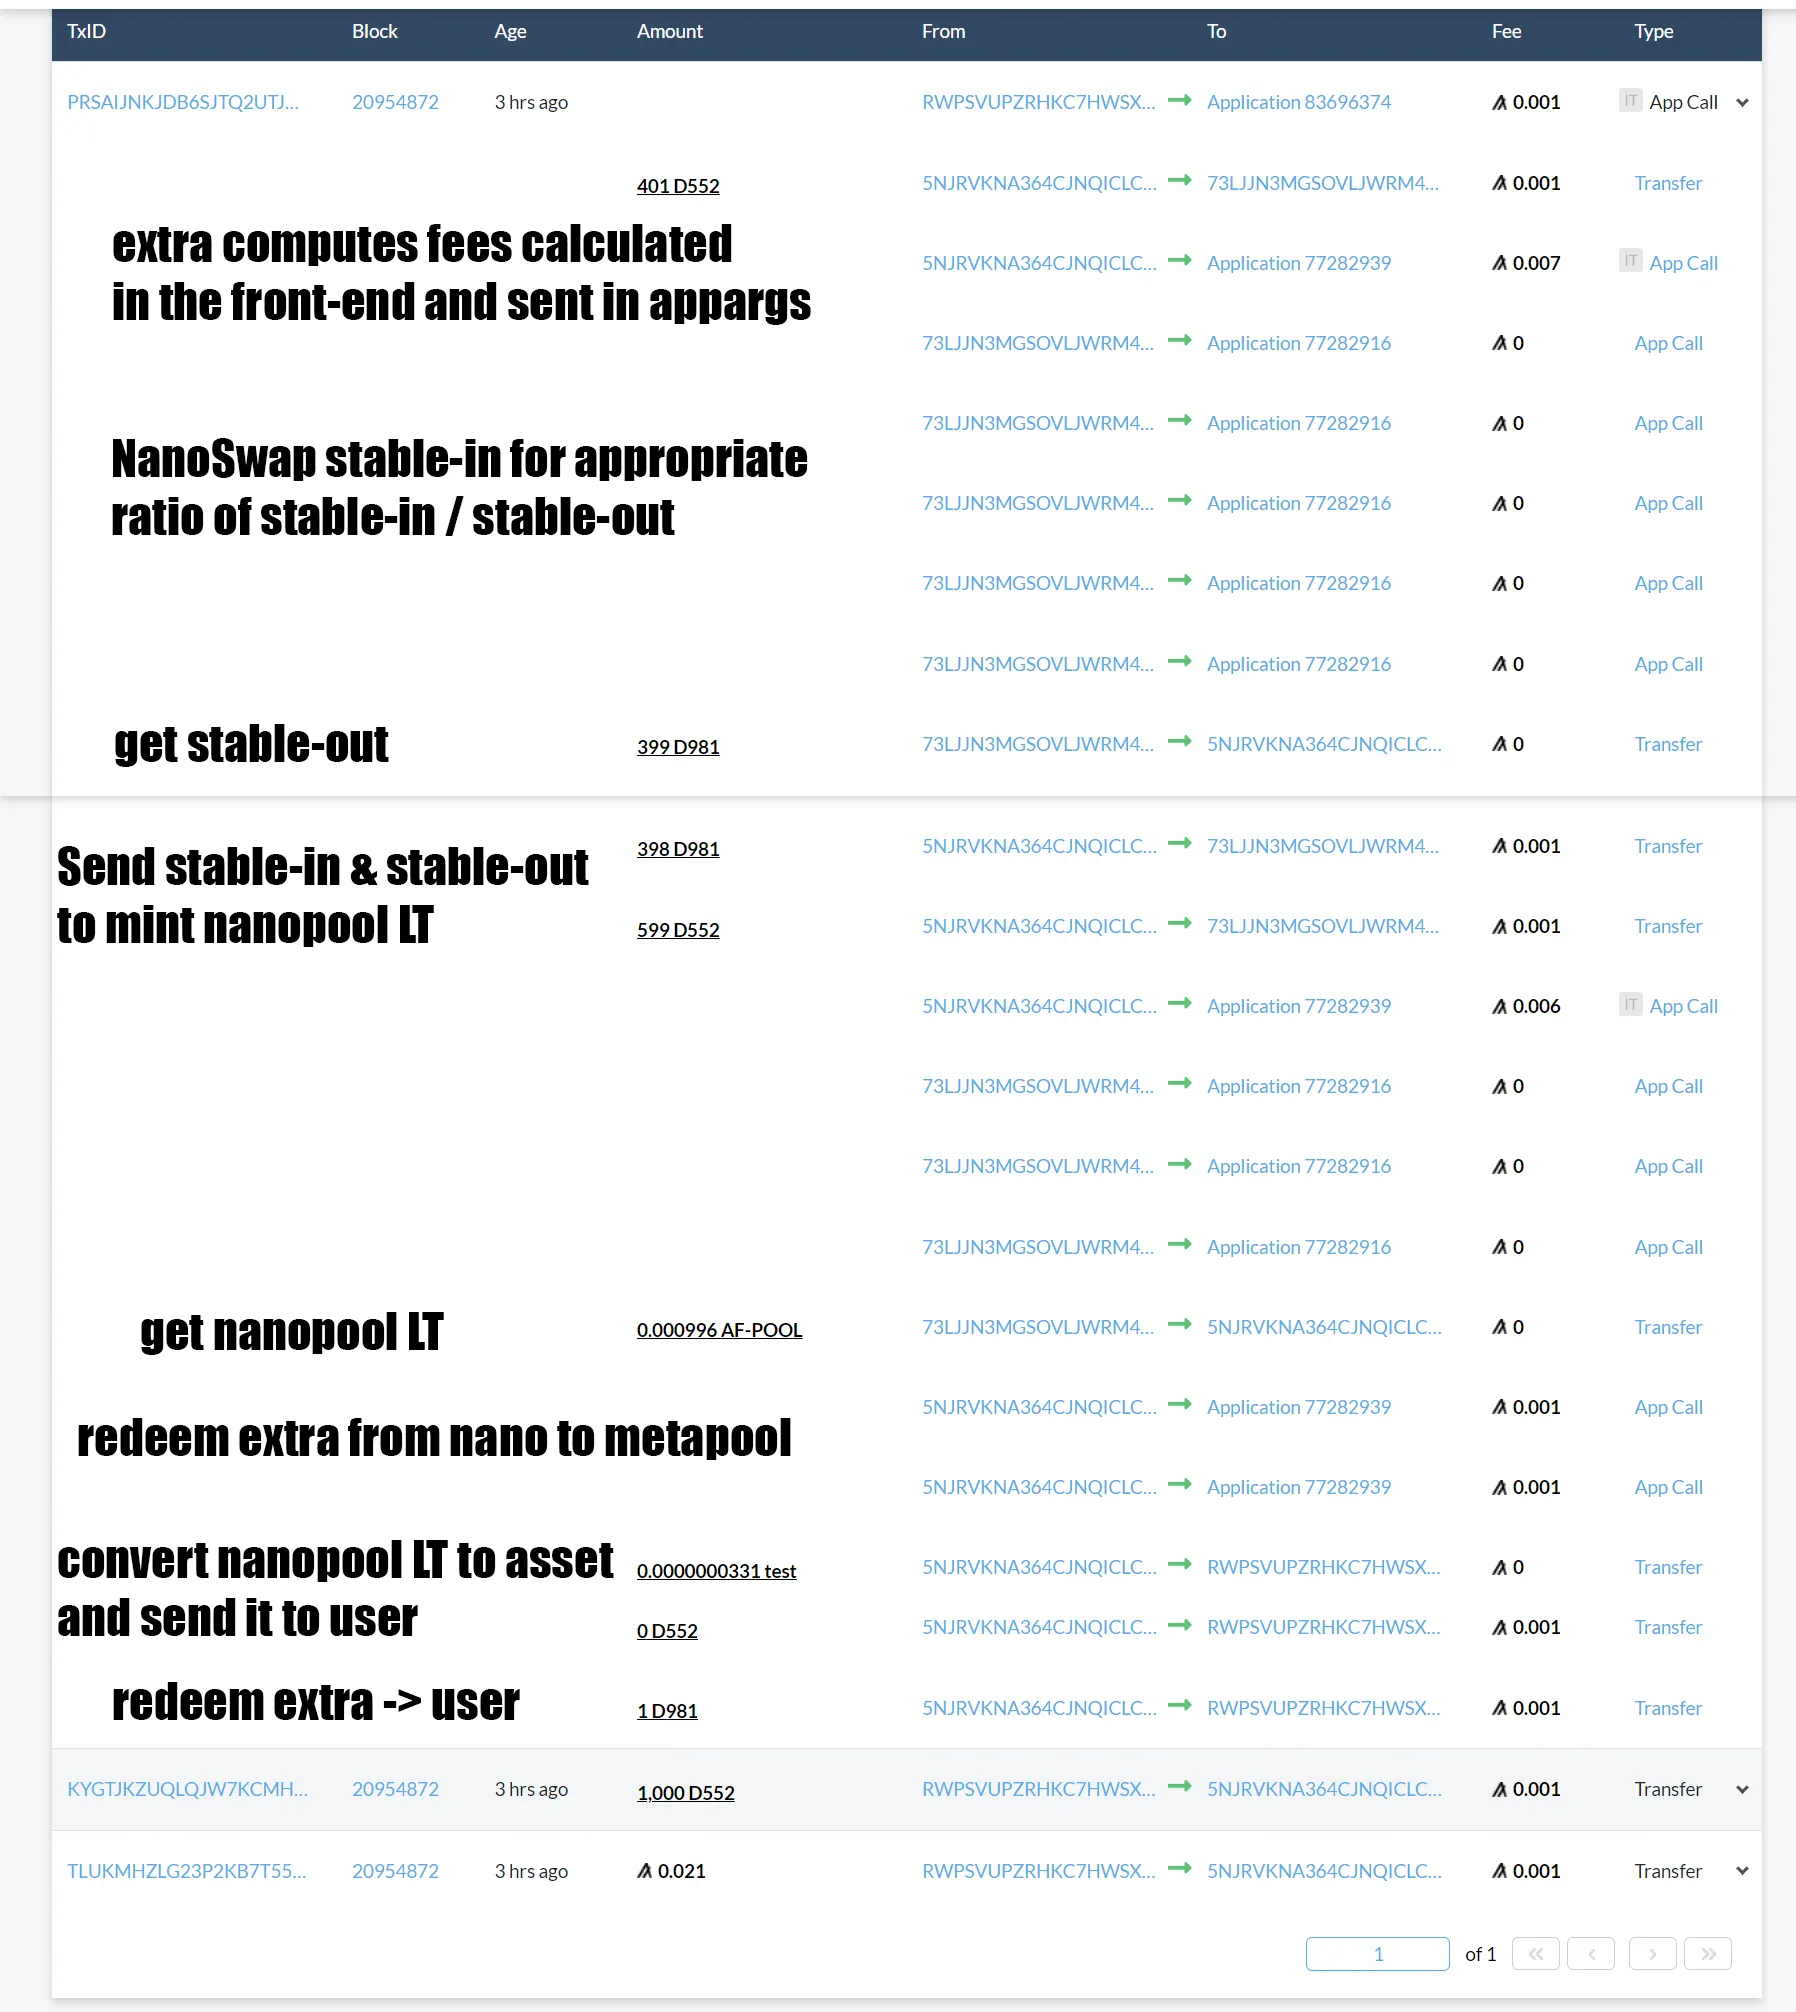 TxID Block Age Amount From To Fee Type
PRSAIJNKJDB6SJTQ2UTJ... 20954872 3 hrs ago RWPSVUPZRHKC7HWSX... Application 83696374 0.001 IT App Call
401 D552 5NJRVKNA364CJNQICLC... 73LJJN3MGSOVLJWRM4... 0.001 Transfer
extra computes fees calculated
in the front-end and sent in appargs
5NJRVKNA364CJNQICLC... Application 77282939 0.007 IT App Call
73LJJN3MGSOVLJWRM4... Application 77282916 0 App Call
73LJJN3MGSOVLJWRM4... Application 77282916 0 App Call
NanoSwap stable-in for appropriate
ratio of stable-in / stable-out
73LJJN3MGSOVLJWRM4... Application 77282916 0 App Call
73LJJN3MGSOVLJWRM4... Application 77282916 0 App Call
73LJJN3MGSOVLJWRM4... Application 77282916 0 App Call
get stable-out
399 D981 73LJJN3MGSOVLJWRM4... 5NJRVKNA364CJNQICLC... 0 Transfer
Send stable-in & stable-out
to mint nanopool LT
398 D981 5NJRVKNA364CJNQICLC... 73LJJN3MGSOVLJWRM4... 0.001 Transfer
599 D552 5NJRVKNA364CJNQICLC... 73LJJN3MGSOVLJWRM4... 0.001 Transfer
5NJRVKNA364CJNQICLC... Application 77282939 0.006 IT App Call
73LJJN3MGSOVLJWRM4... Application 77282916 0 App Call
73LJJN3MGSOVLJWRM4... Application 77282916 0 App Call
73LJJN3MGSOVLJWRM4... Application 77282916 0 App Call
get nanopool LT
0.000996 AF-POOL 73LJJN3MGSOVLJWRM4... 5NJRVKNA364CJNQICLC... 0 Transfer
5NJRVKNA364CJNQICLC... Application 77282939 0.001 App Call
redeem extra from nano to metapool
5NJRVKNA364CJNQICLC... Application 77282939 0.001 App Call
convert nanopool LT to asset
and send it to user
0.0000000331 test 5NJRVKNA364CJNQICLC... RWPSVUPZRHKC7HWSX... 0 Transfer
0 D552 5NJRVKNA364CJNQICLC... RWPSVUPZRHKC7HWSX... 0.001 Transfer
redeem extra -> user
1 D981 5NJRVKNA364CJNQICLC... RWPSVUPZRHKC7HWSX... 0.001 Transfer
KYGTJKZUQLQJW7KCMH... 20954872 3 hrs ago 1,000 D552 RWPSVUPZRHKC7HWSX... 5NJRVKNA364CJNQICLC... 0.001 Transfer
TLUKMHZLG23P2KB7T55... 20954872 3 hrs ago 0.021 RWPSVUPZRHKC7HWSX... 5NJRVKNA364CJNQICLC... 0.001 Transfer
1 of 1 « ‹ › »